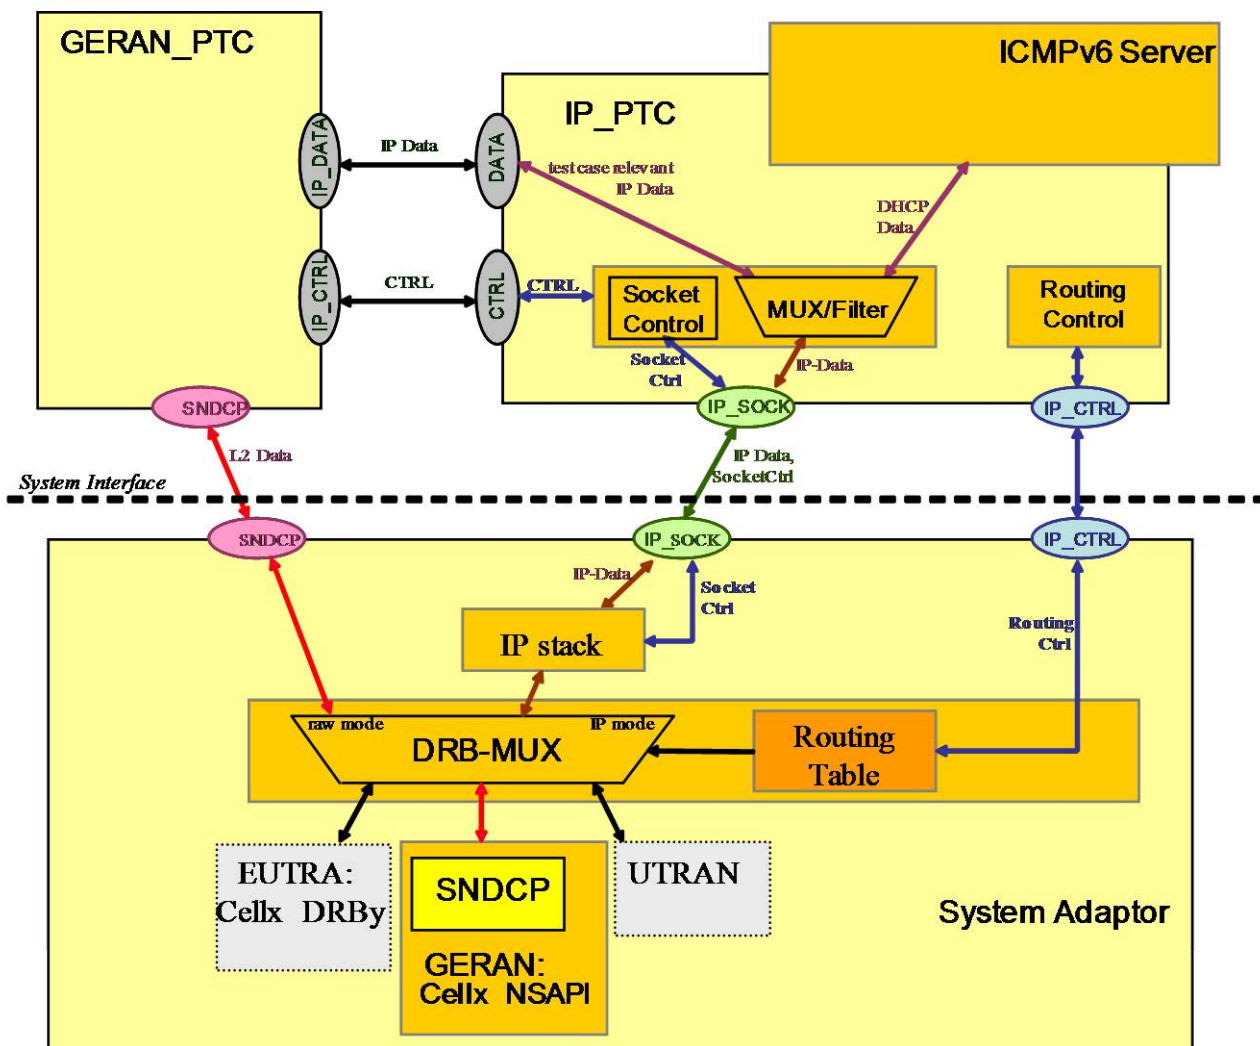 GERAN_PTC
ICMPv6 Server
IP_PTC
IP_DATA
IP Data
DATA
test case relevant
IP Data
DHCP
Data
IP_CTRL
CTRL
CTRL
CTRL
Socket
Control
MUX/Filter
Routing
Control
Socket
Ctrl
IP-Data
SNDCP
IP_SOCK
IP_CTRL
L2 Data
IP Data,
SocketCtrl
System Interface
SNDCP
IP_SOCK
IP_CTRL
IP-Data
Socket
Ctrl
IP stack
Routing
Ctrl
raw mode
IP mode
DRB-MUX
Routing
Table
EUTRA:
Cellx DRBy
SNDCP
UTRAN
GERAN:
Cellx NSAPI
System Adaptor